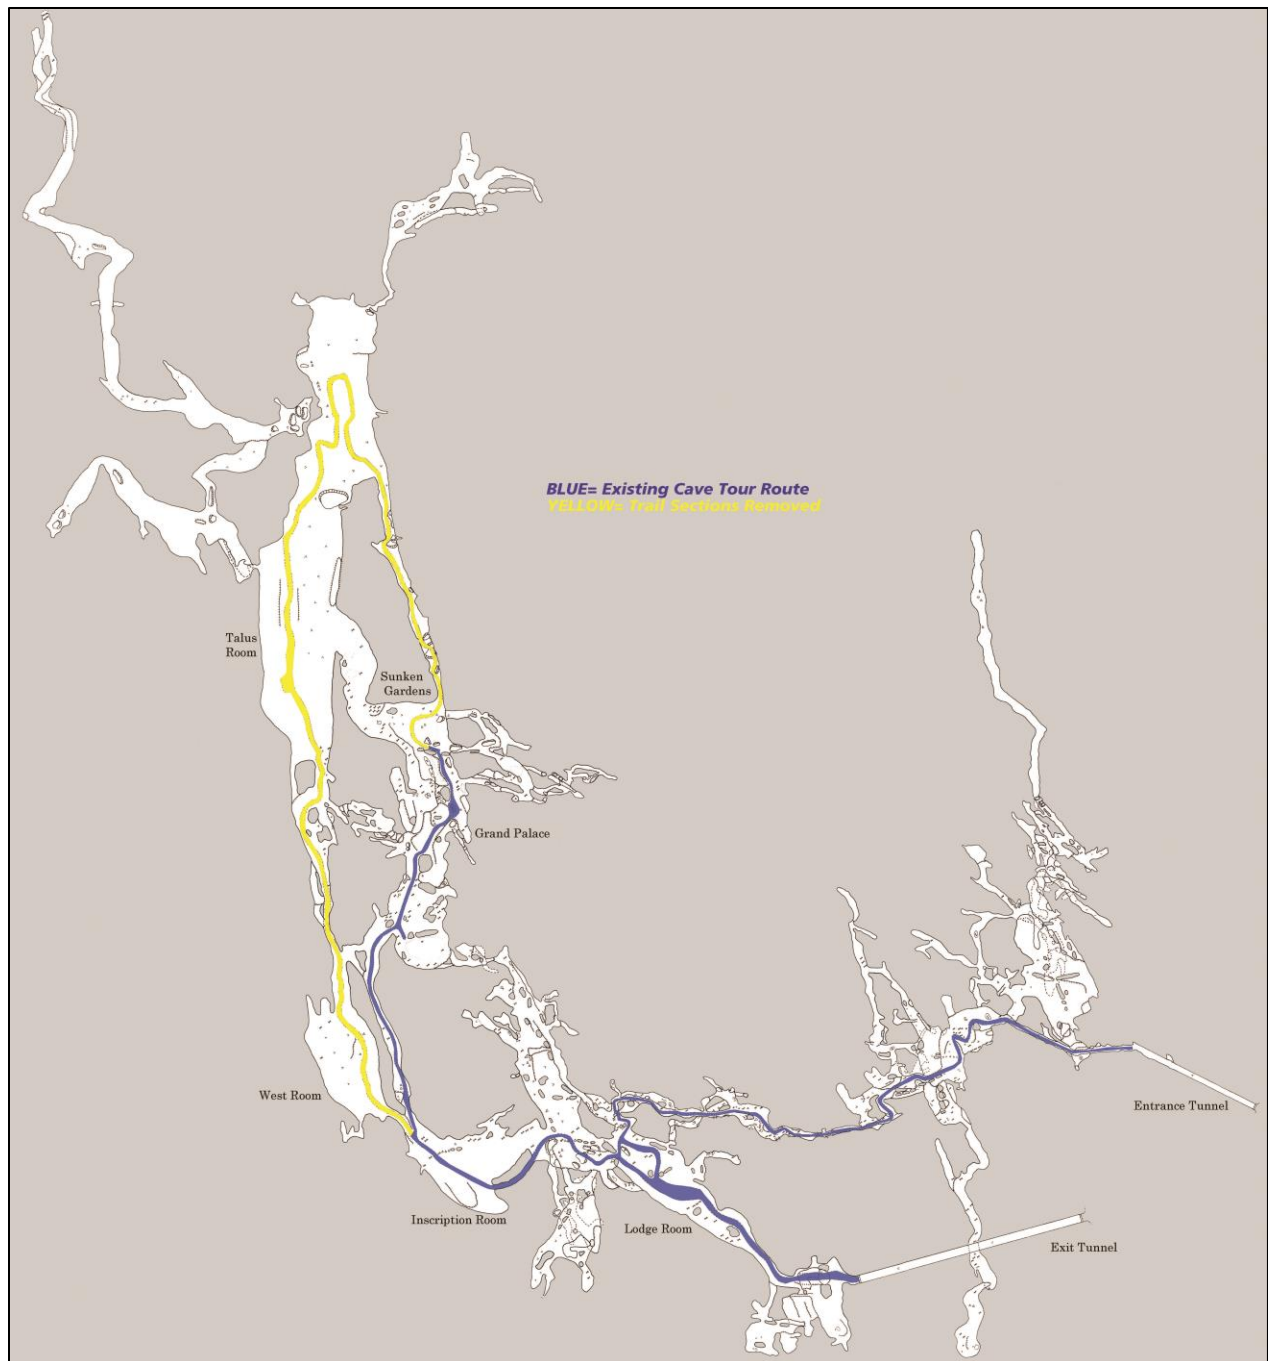 BLUE= Existing Cave Tour Route
YELLOW= Trail Sections Removed
Talus
Room
Sunken
Gardens
Grand Palace
West Room
Entrance Tunnel
Inscription Room
Lodge Room
Exit Tunnel